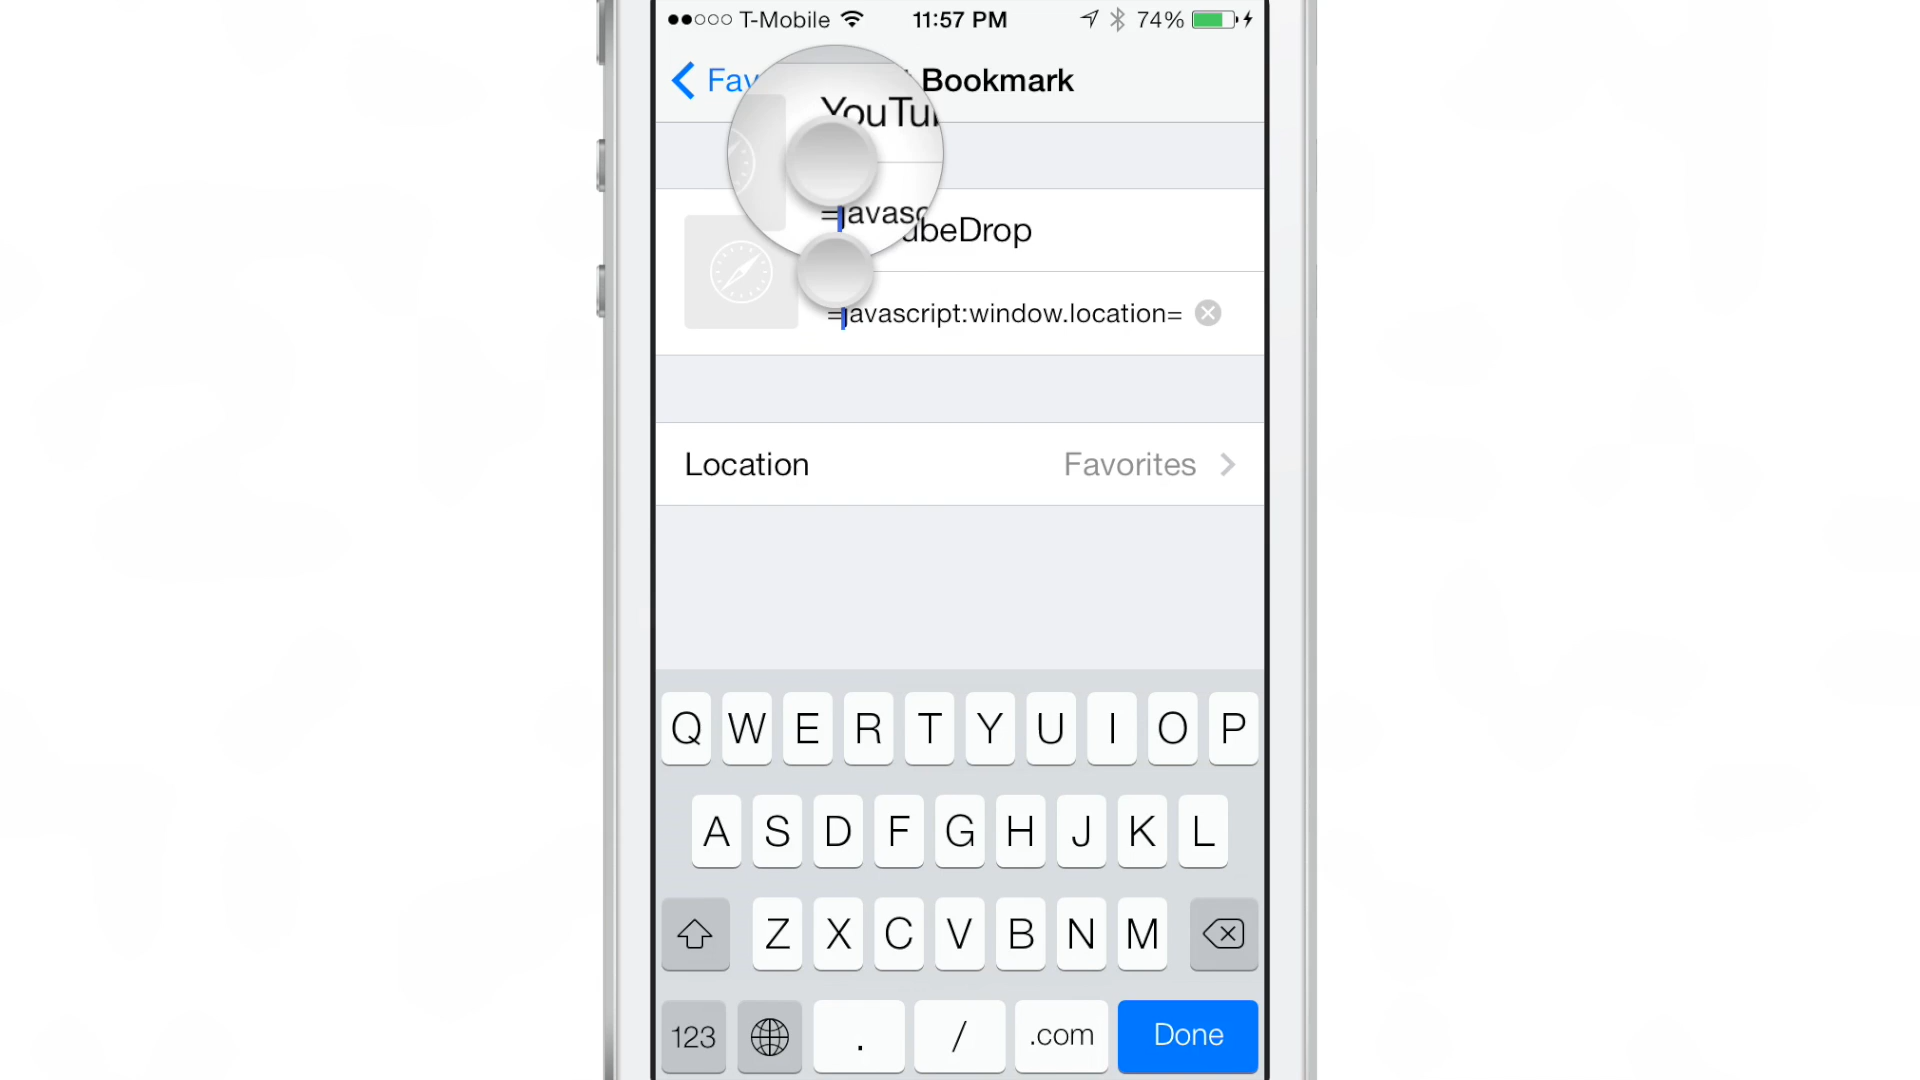 T-Mobile 11:57 PM 74%
Fav Bookmark
YouTu
=javasc
beDrop
=javascript:window.location=
Location Favorites
Q W E R T Y U I O P
A S D F G H J K L
Z X C V B N M
123 . / .com Done